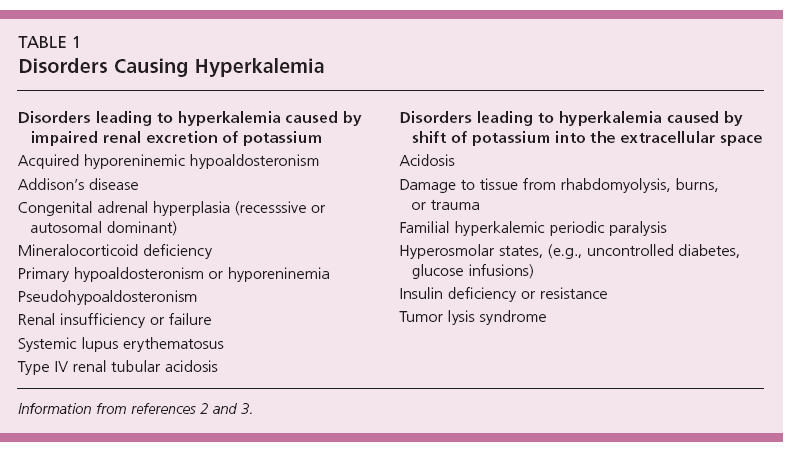 TABLE 1
Disorders Causing Hyperkalemia
Disorders leading to hyperkalemia caused by
impaired renal excretion of potassium
Acquired hyporeninemic hypoaldosteronism
Addison's disease
Congenital adrenal hyperplasia (recesssive or
autosomal dominant)
Mineralocorticoid deficiency
Primary hypoaldosteronism or hyporeninemia
Pseudohypoaldosteronism
Renal insufficiency or failure
Systemic lupus erythematosus
Type IV renal tubular acidosis
Disorders leading to hyperkalemia caused by
shift of potassium into the extracellular space
Acidosis
Damage to tissue from rhabdomyolysis, burns,
or trauma
Familial hyperkalemic periodic paralysis
Hyperosmolar states, (e.g., uncontrolled diabetes,
glucose infusions)
Insulin deficiency or resistance
Tumor lysis syndrome
Information from references 2 and 3.